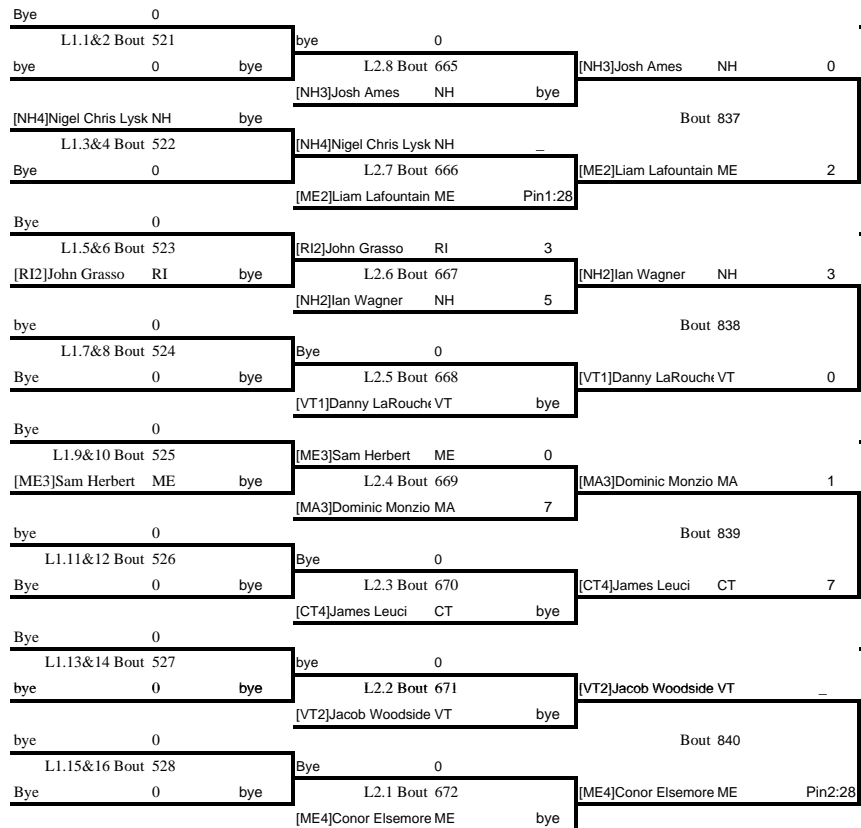 Bye 0
L1.1&2 Bout 521 bye 0
bye 0 bye L2.8 Bout 665 [NH3]Josh Ames NH 0
[NH3]Josh Ames NH bye
[NH4]Nigel Chris Lysk NH bye Bout 837
L1.3&4 Bout 522 [NH4]Nigel Chris Lysk NH _
Bye 0 L2.7 Bout 666 [ME2]Liam Lafountain ME 2
[ME2]Liam Lafountain ME Pin1:28
Bye 0
L1.5&6 Bout 523 [RI2]John Grasso RI 3
[RI2]John Grasso RI bye L2.6 Bout 667 [NH2]Ian Wagner NH 3
[NH2]Ian Wagner NH 5
bye 0 Bout 838
L1.7&8 Bout 524 Bye 0
Bye 0 bye L2.5 Bout 668 [VT1]Danny LaRouche VT 0
[VT1]Danny LaRouche VT bye
Bye 0
L1.9&10 Bout 525 [ME3]Sam Herbert ME 0
[ME3]Sam Herbert ME bye L2.4 Bout 669 [MA3]Dominic Monzio MA 1
[MA3]Dominic Monzio MA 7
bye 0 Bout 839
L1.11&12 Bout 526 Bye 0
Bye 0 bye L2.3 Bout 670 [CT4]James Leuci CT 7
[CT4]James Leuci CT bye
Bye 0
L1.13&14 Bout 527 bye 0
bye 0 bye L2.2 Bout 671 [VT2]Jacob Woodside VT _
[VT2]Jacob Woodside VT bye
bye 0 Bout 840
L1.15&16 Bout 528 Bye 0
Bye 0 bye L2.1 Bout 672 [ME4]Conor Elsemore ME Pin2:28
[ME4]Conor Elsemore ME bye